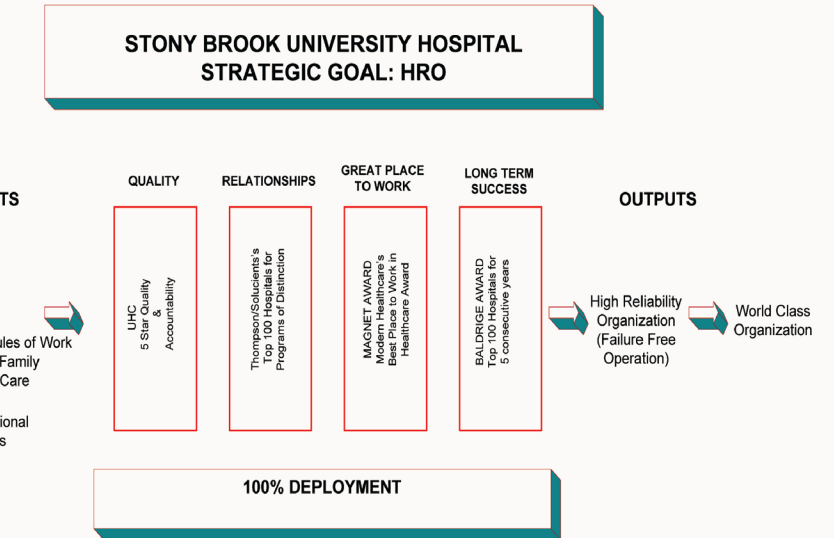 STONY BROOK UNIVERSITY HOSPITAL
STRATEGIC GOAL: HRO
TS
QUALITY
RELATIONSHIPS
GREAT PLACE
TO WORK
LONG TERM
SUCCESS
OUTPUTS
ules of Work
Family
Care
ional
s
UHC
5 Star Quality
&
Accountability
Thompson/Solucients's
Top 100 Hospitals for
Programs of Distinction
MAGNET AWARD
Modern Healthcare's
Best Place to Work in
Healthcare Award
BALDRIGE AWARD
Top 100 Hospitals for
5 consecutive years
High Reliability
Organization
(Failure Free
Operation)
World Class
Organization
100% DEPLOYMENT